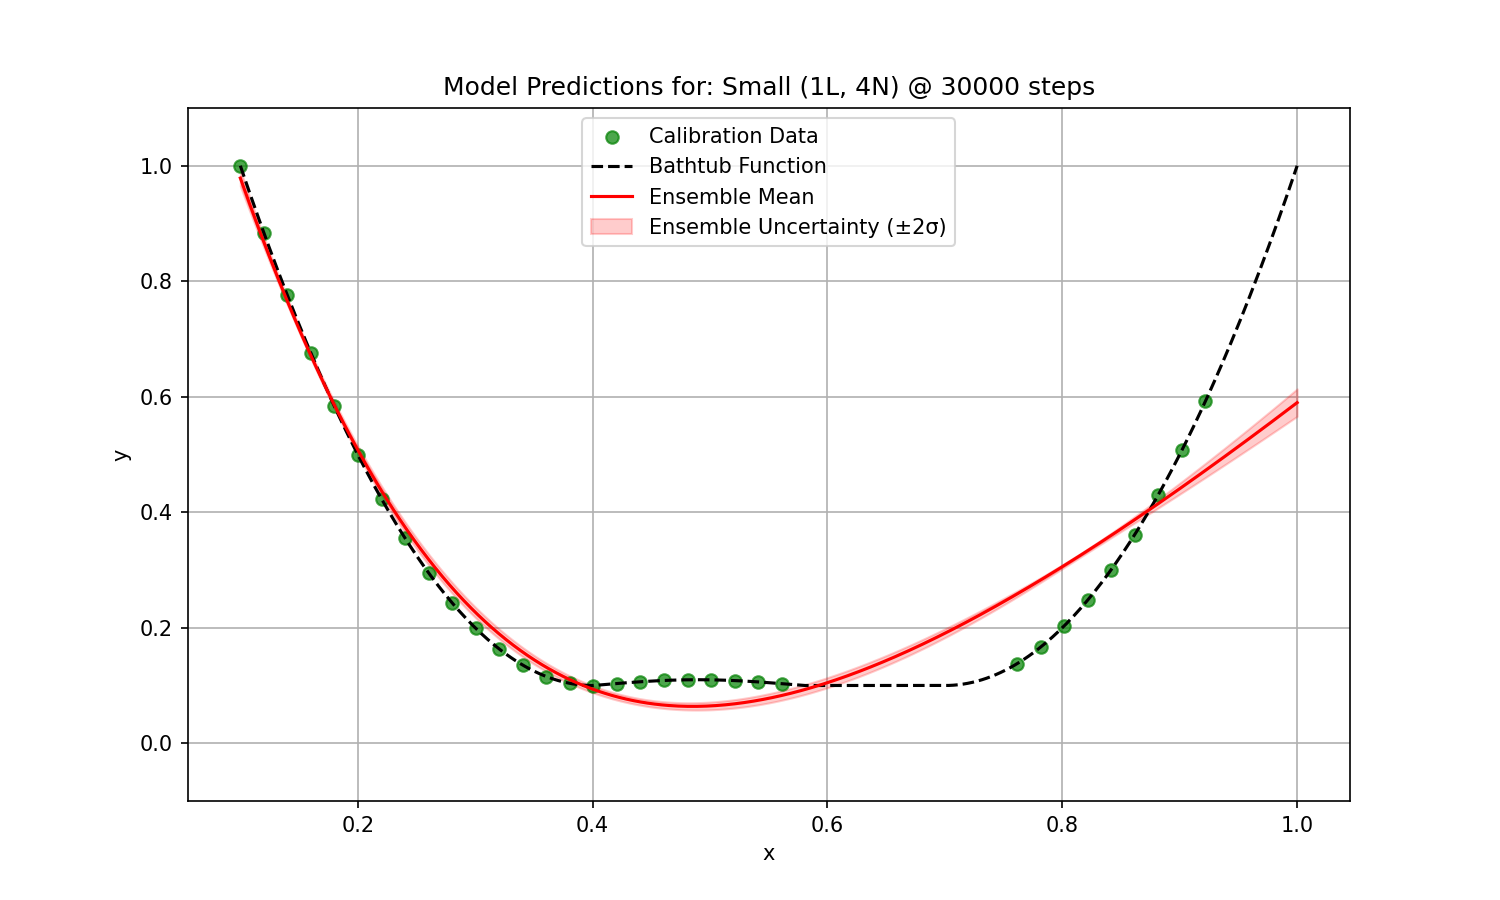 Model Predictions for: Small (1L, 4N) @ 30000 steps
Calibration Data
Bathtub Function
Ensemble Mean
Ensemble Uncertainty (±2σ)
1.0
0.8
0.6
0.4
0.2
0.0
y
0.2 0.4 0.6 0.8 1.0
x